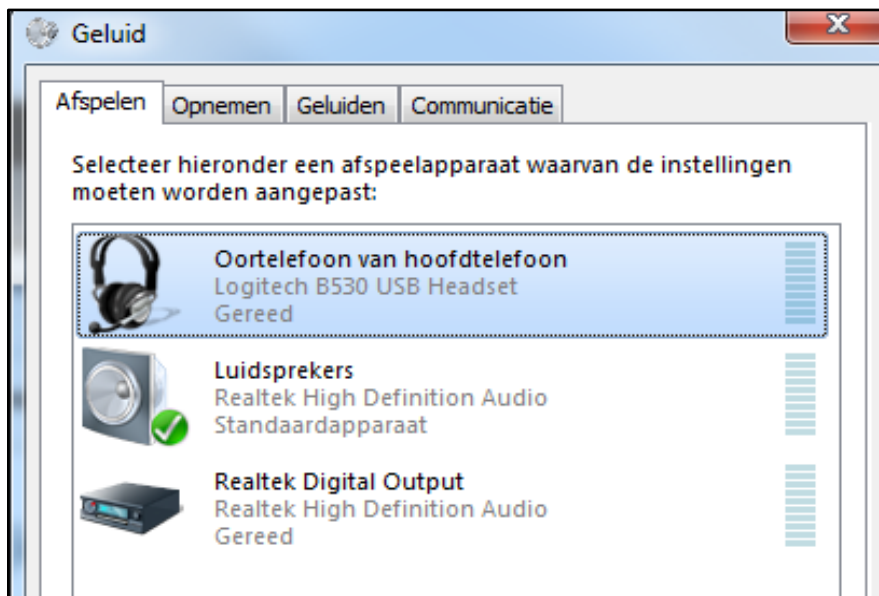 Geluid
Afspelen Opnemen Geluiden Communicatie
Selecteer hieronder een afspeelapparaat waarvan de instellingen
moeten worden aangepast:
Oortelefoon van hoofdtelefoon
Logitech B530 USB Headset
Gereed
Luidsprekers
Realtek High Definition Audio
Standaardapparaat
Realtek Digital Output
Realtek High Definition Audio
Gereed